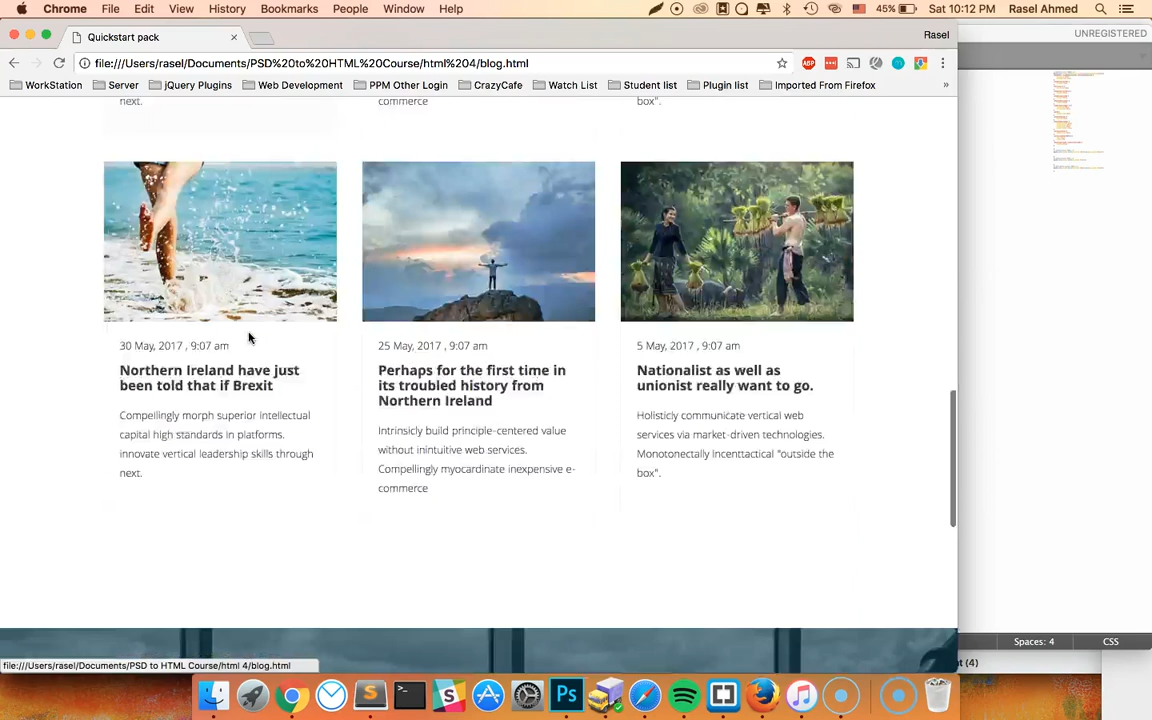 Chrome File Edit View History Bookmarks People Window Help 45% Sat 10:12 PM Rasel Ahmed
Quickstart pack Rasel UNREGISTERED
file:///Users/rasel/Documents/PSD%20to%20HTML%20Course/html%204/blog.html
WorkStation Server jQuery Plugins Web Development PPM Other Login CrazyCafe Watch List Student list Plugin list Imported From Firefox »
next. commerce box".
30 May, 2017 , 9:07 am
Northern Ireland have just
been told that if Brexit
Compellingly morph superior intellectual
capital high standards in platforms.
innovate vertical leadership skills through
next.
25 May, 2017 , 9:07 am
Perhaps for the first time in
its troubled history from
Northern Ireland
Intrinsicly build principle-centered value
without inintuitive web services.
Compellingly myocardinate inexpensive e-
commerce
5 May, 2017 , 9:07 am
Nationalist as well as
unionist really want to go.
Holisticly communicate vertical web
services via market-driven technologies.
Monotonectally Incenttactical "outside the
box".
Spaces: 4 CSS
t (4)
file:///Users/rasel/Documents/PSD to HTML Course/html 4/blog.html
Ps